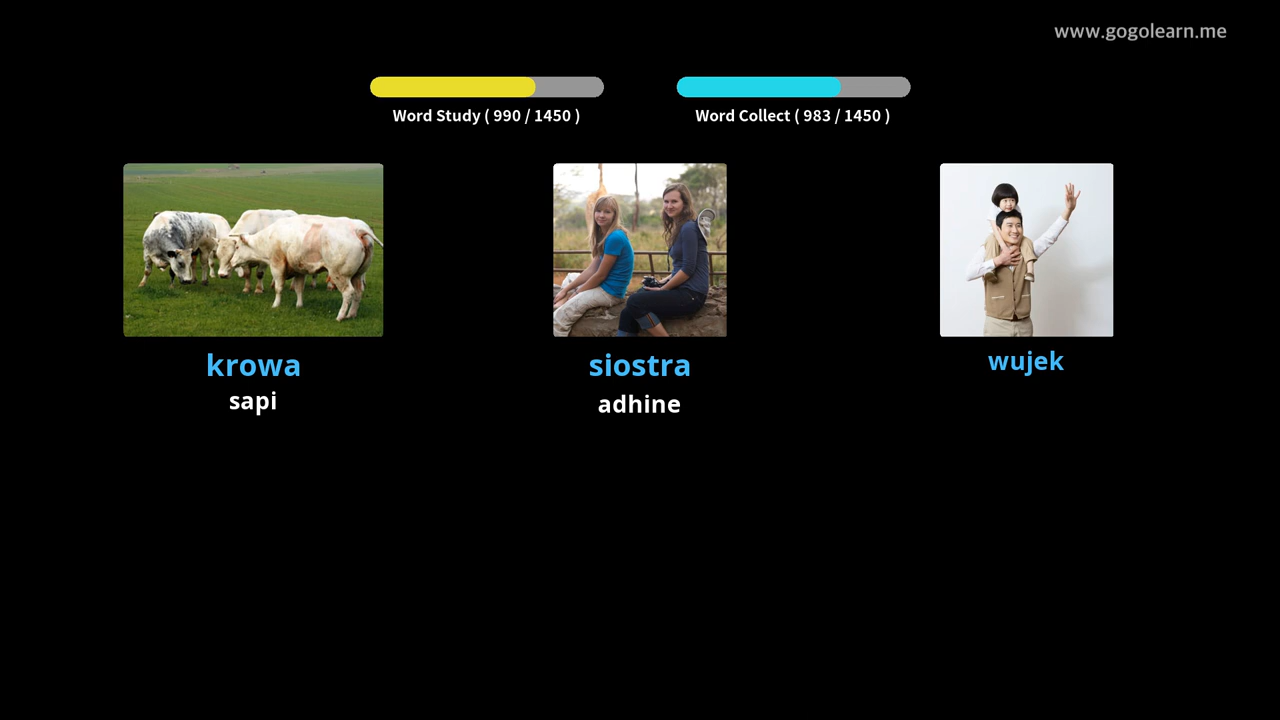 www.gogolearn.me
Word Study ( 990 / 1450 )
Word Collect ( 983 / 1450 )
krowa
sapi
siostra
adhine
wujek